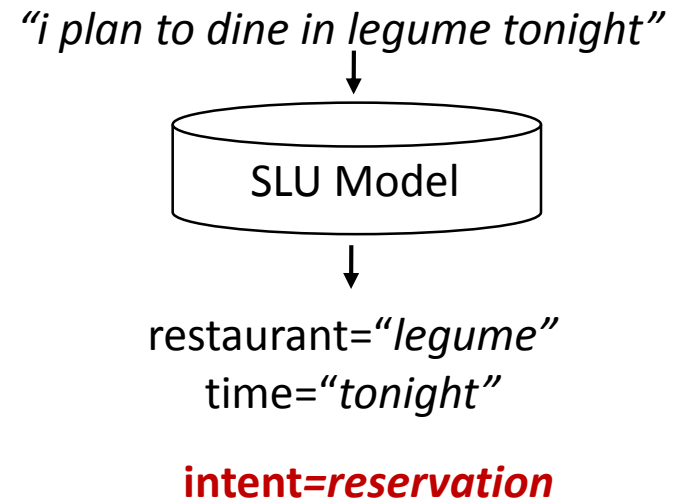 “i plan to dine in legume tonight”
SLU Model
restaurant=“legume”
time=“tonight”
intent=reservation